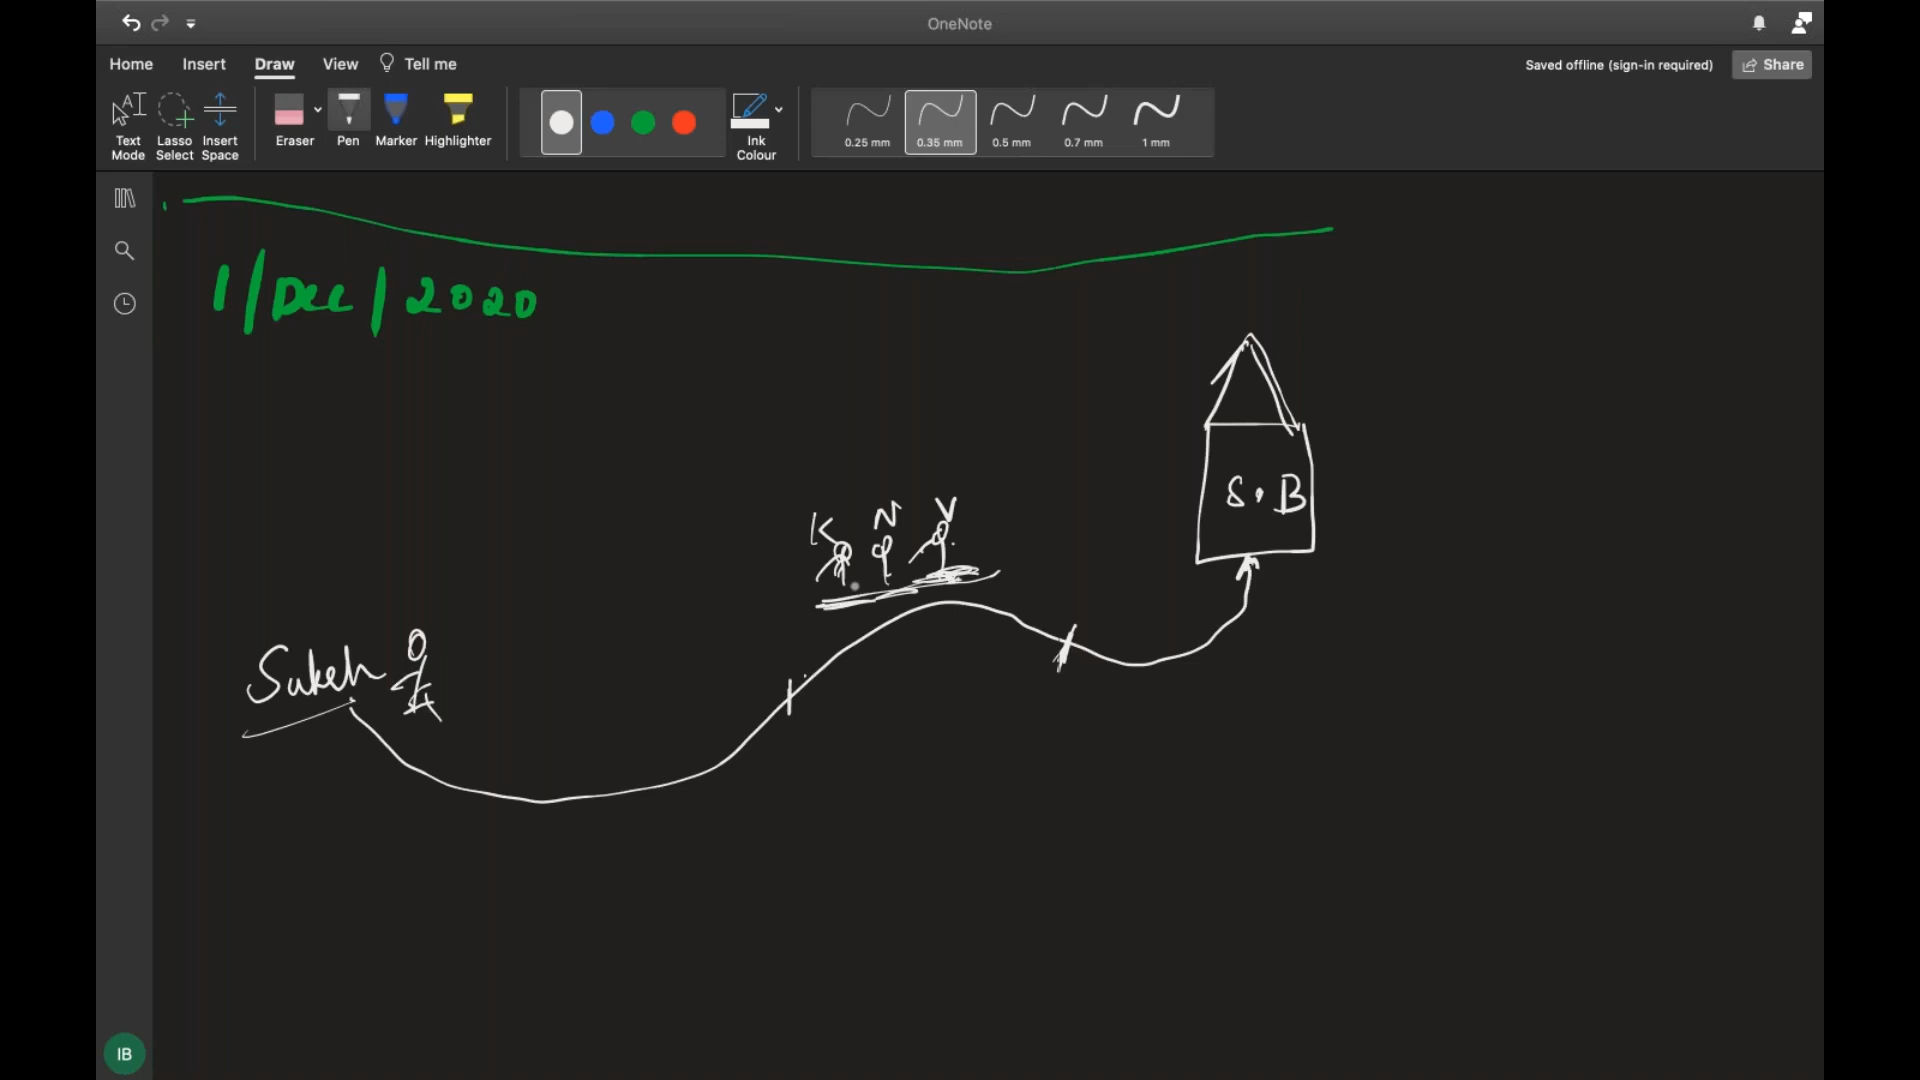 OneNote
Home Insert Draw View Tell me
Saved offline (sign-in required) Share
Text Mode
Lasso Select
Insert Space
Eraser
Pen
Marker
Highlighter
Ink Colour
0.25 mm
0.35 mm
0.5 mm
0.7 mm
1 mm
1/Dec/2020
S.B
K N V
Sukeh
IB